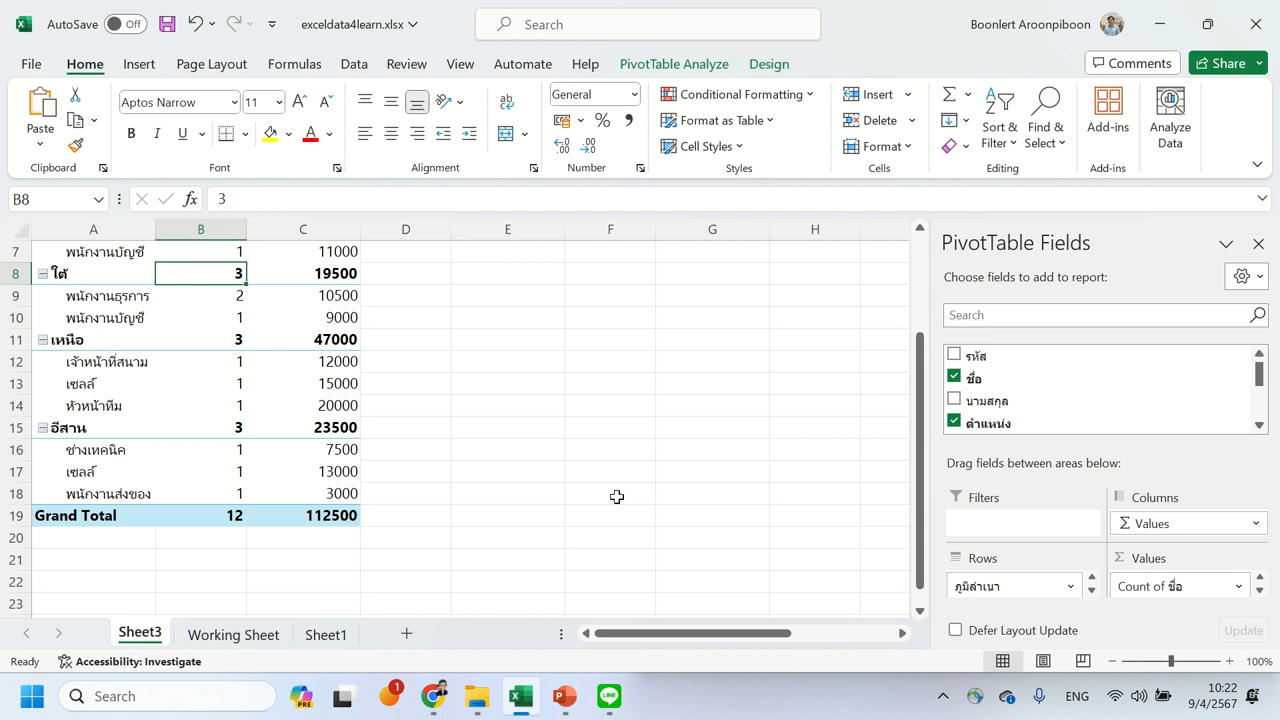 AutoSave Off exceldata4learn.xlsx Search Boonlert Aroonpiboon
File Home Insert Page Layout Formulas Data Review View Automate Help PivotTable Analyze Design Comments Share
Paste Aptos Narrow 11 General Conditional Formatting Insert Sort & Filter Find & Select Add-ins Analyze Data
B I U Format as Table Delete
Cell Styles Format
Clipboard Font Alignment Number Styles Cells Editing Add-ins
B8 fx 3
A B C D E F G H
7 พนักงานบัญชี 1 11000
8 ใต้ 3 19500
9 พนักงานธุรการ 2 10500
10 พนักงานบัญชี 1 9000
11 เหนือ 3 47000
12 เจ้าหน้าที่สนาม 1 12000
13 เซลล์ 1 15000
14 หัวหน้าทีม 1 20000
15 อีสาน 3 23500
16 ช่างเทคนิค 1 7500
17 เซลล์ 1 13000
18 พนักงานส่งของ 1 3000
19 Grand Total 12 112500
20
21
22
23
PivotTable Fields
Choose fields to add to report:
Search
รหัส
ชื่อ
นามสกุล
ตำแหน่ง
Drag fields between areas below:
Filters Columns
Σ Values
Rows Σ Values
ภูมิลำเนา Count of ชื่อ
Defer Layout Update Update
Sheet3 Working Sheet Sheet1
Ready Accessibility: Investigate 100%
Search PRE 1 ENG 10:22
9/4/2567